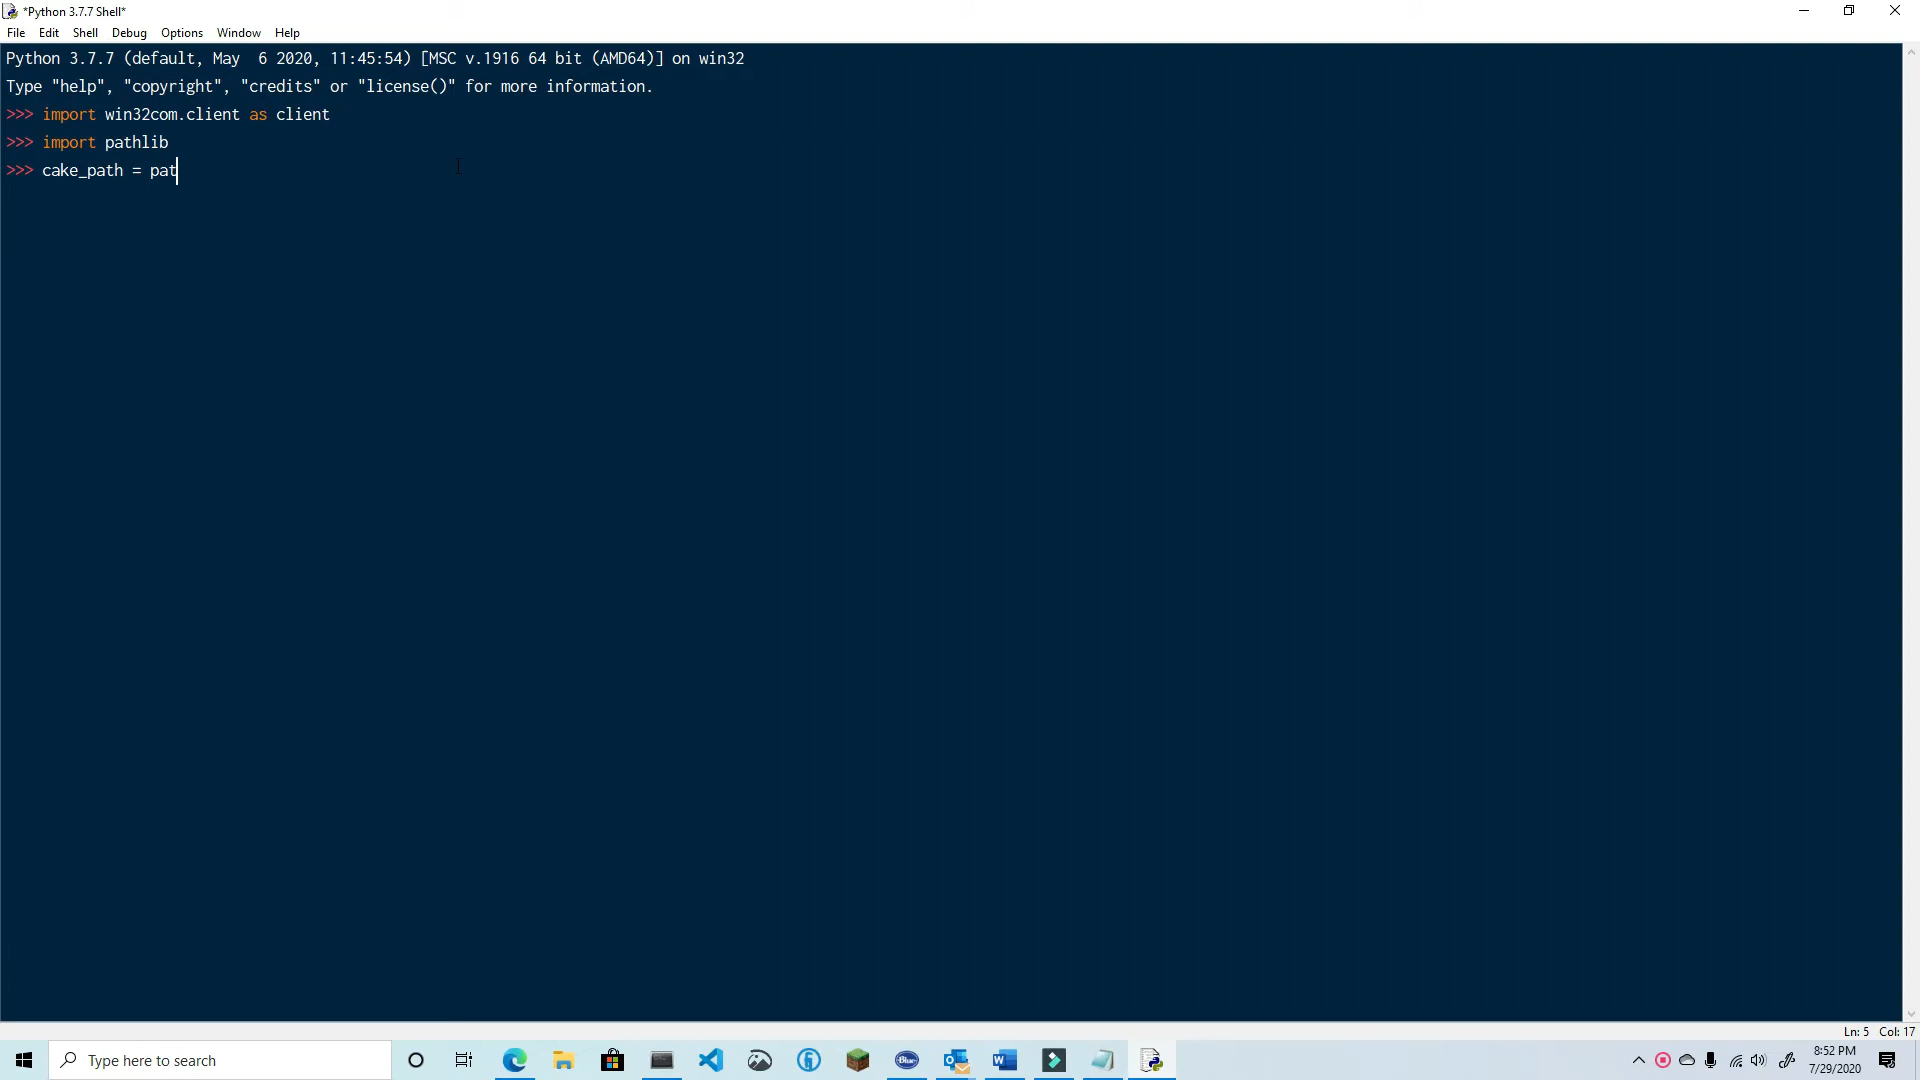 *Python 3.7.7 Shell*
File Edit Shell Debug Options Window Help
Python 3.7.7 (default, May  6 2020, 11:45:54) [MSC v.1916 64 bit (AMD64)] on win32
Type "help", "copyright", "credits" or "license()" for more information.
>>> import win32com.client as client
>>> import pathlib
>>> cake_path = pat
Ln: 5 Col: 17
Type here to search
Blue
8:52 PM
7/29/2020